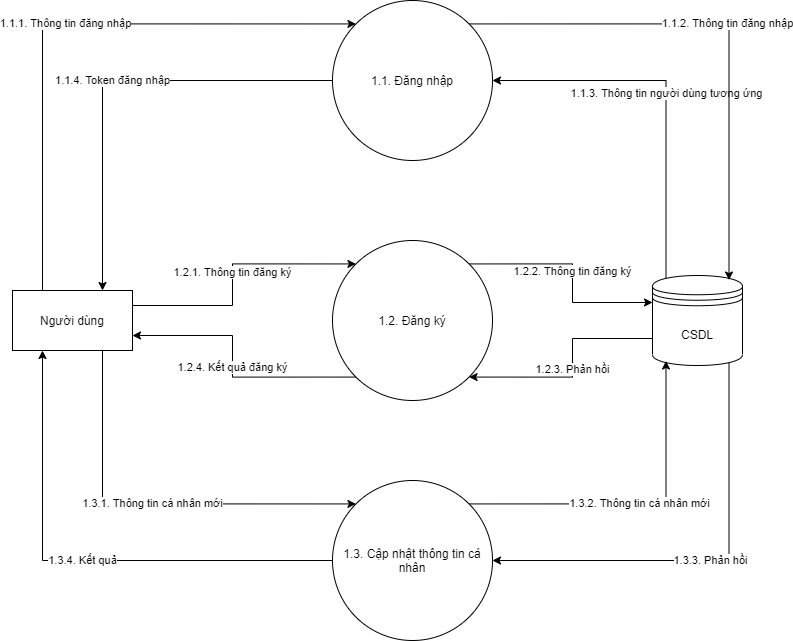 1.1.1. Thông tin đăng nhập
1.1.2. Thông tin đăng nhập
1.1.4. Token đăng nhập
1.1. Đăng nhập
1.1.3. Thông tin người dùng tương ứng
1.2.1. Thông tin đăng ký
1.2.2. Thông tin đăng ký
Người dùng
1.2. Đăng ký
CSDL
1.2.4. Kết quả đăng ký
1.2.3. Phản hồi
1.3.1. Thông tin cá nhân mới
1.3.2. Thông tin cá nhân mới
1.3. Cập nhật thông tin cá
nhân
1.3.4. Kết quả
1.3.3. Phản hồi